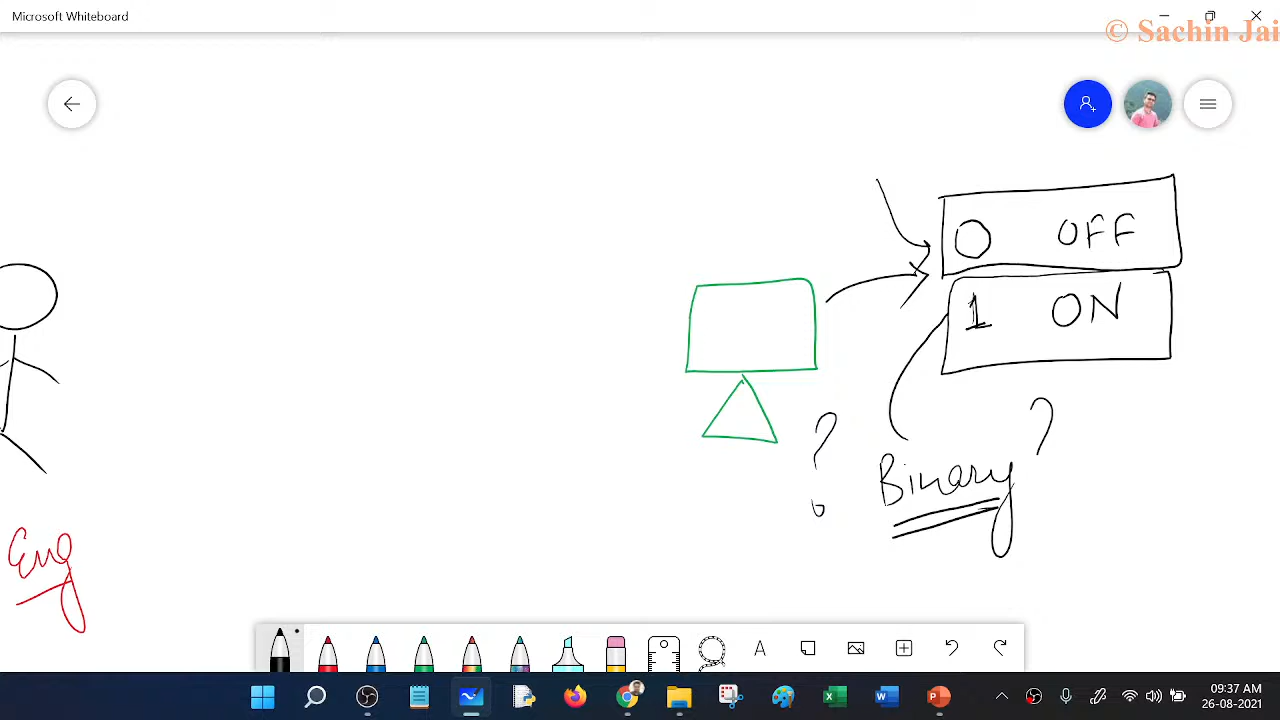 Microsoft Whiteboard
© Sachin Jai
0 OFF
1 ON
?
?
Binary
Eng
A
09:37 AM
26-08-2021